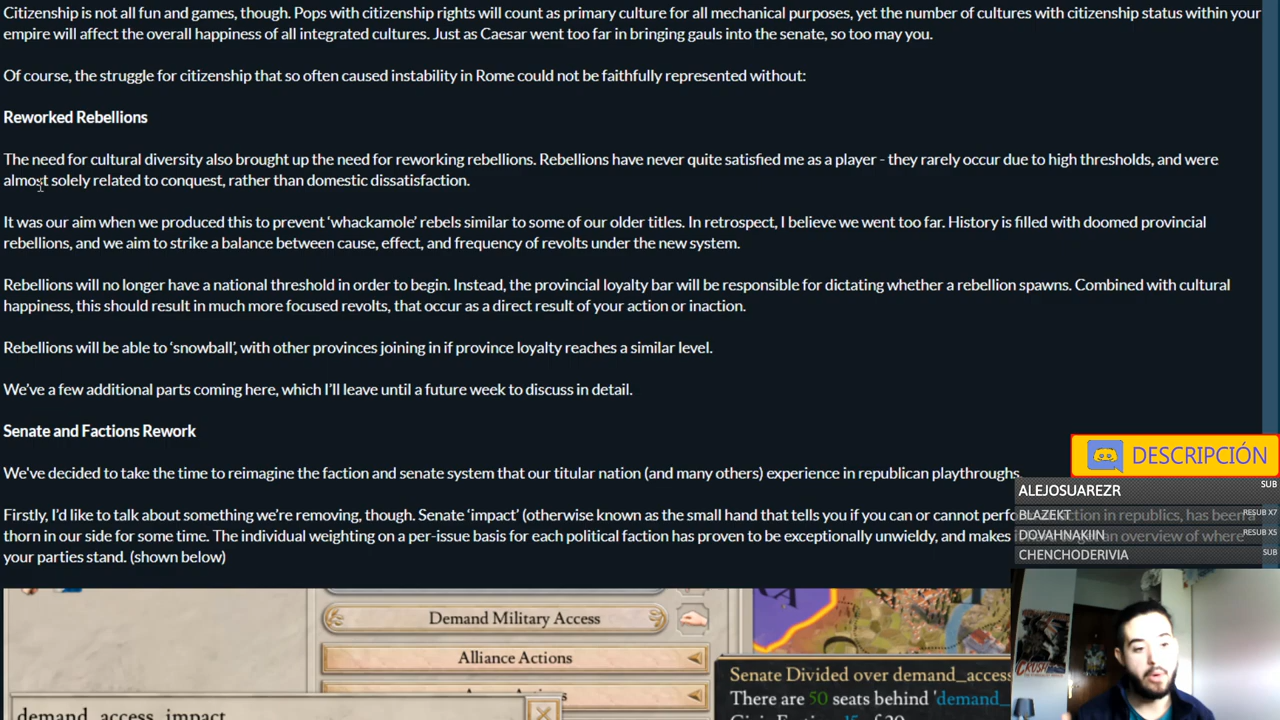 Citizenship is not all fun and games, though. Pops with citizenship rights will count as primary culture for all mechanical purposes, yet the number of cultures with citizenship status within your
empire will affect the overall happiness of all integrated cultures. Just as Caesar went too far in bringing gauls into the senate, so too may you.
Of course, the struggle for citizenship that so often caused instability in Rome could not be faithfully represented without:
Reworked Rebellions
The need for cultural diversity also brought up the need for reworking rebellions. Rebellions have never quite satisfied me as a player - they rarely occur due to high thresholds, and were
almost solely related to conquest, rather than domestic dissatisfaction.
It was our aim when we produced this to prevent ‘whackamole’ rebels similar to some of our older titles. In retrospect, I believe we went too far. History is filled with doomed provincial
rebellions, and we aim to strike a balance between cause, effect, and frequency of revolts under the new system.
Rebellions will no longer have a national threshold in order to begin. Instead, the provincial loyalty bar will be responsible for dictating whether a rebellion spawns. Combined with cultural
happiness, this should result in much more focused revolts, that occur as a direct result of your action or inaction.
Rebellions will be able to ‘snowball’, with other provinces joining in if province loyalty reaches a similar level.
We’ve a few additional parts coming here, which I’ll leave until a future week to discuss in detail.
Senate and Factions Rework
DESCRIPCIÓN
We've decided to take the time to reimagine the faction and senate system that our titular nation (and many others) experience in republican playthroughs.
ALEJOSUAREZR SUB
Firstly, I’d like to talk about something we’re removing, though. Senate ‘impact’ (otherwise known as the small hand that tells you if you can or cannot action in republics, has been a
BLAZEKT RESUB X7
thorn in our side for some time. The individual weighting on a per-issue basis for each political faction has proven to be exceptionally unwieldy, and makes an overview of where
DOVAHNAKIIN RESUB X5
your parties stand. (shown below)
CHENCHODERIVIA SUB
Demand Military Access
Alliance Actions
Senate Divided over demand_access
There are 50 seats behind 'demand_
demand_access_impact